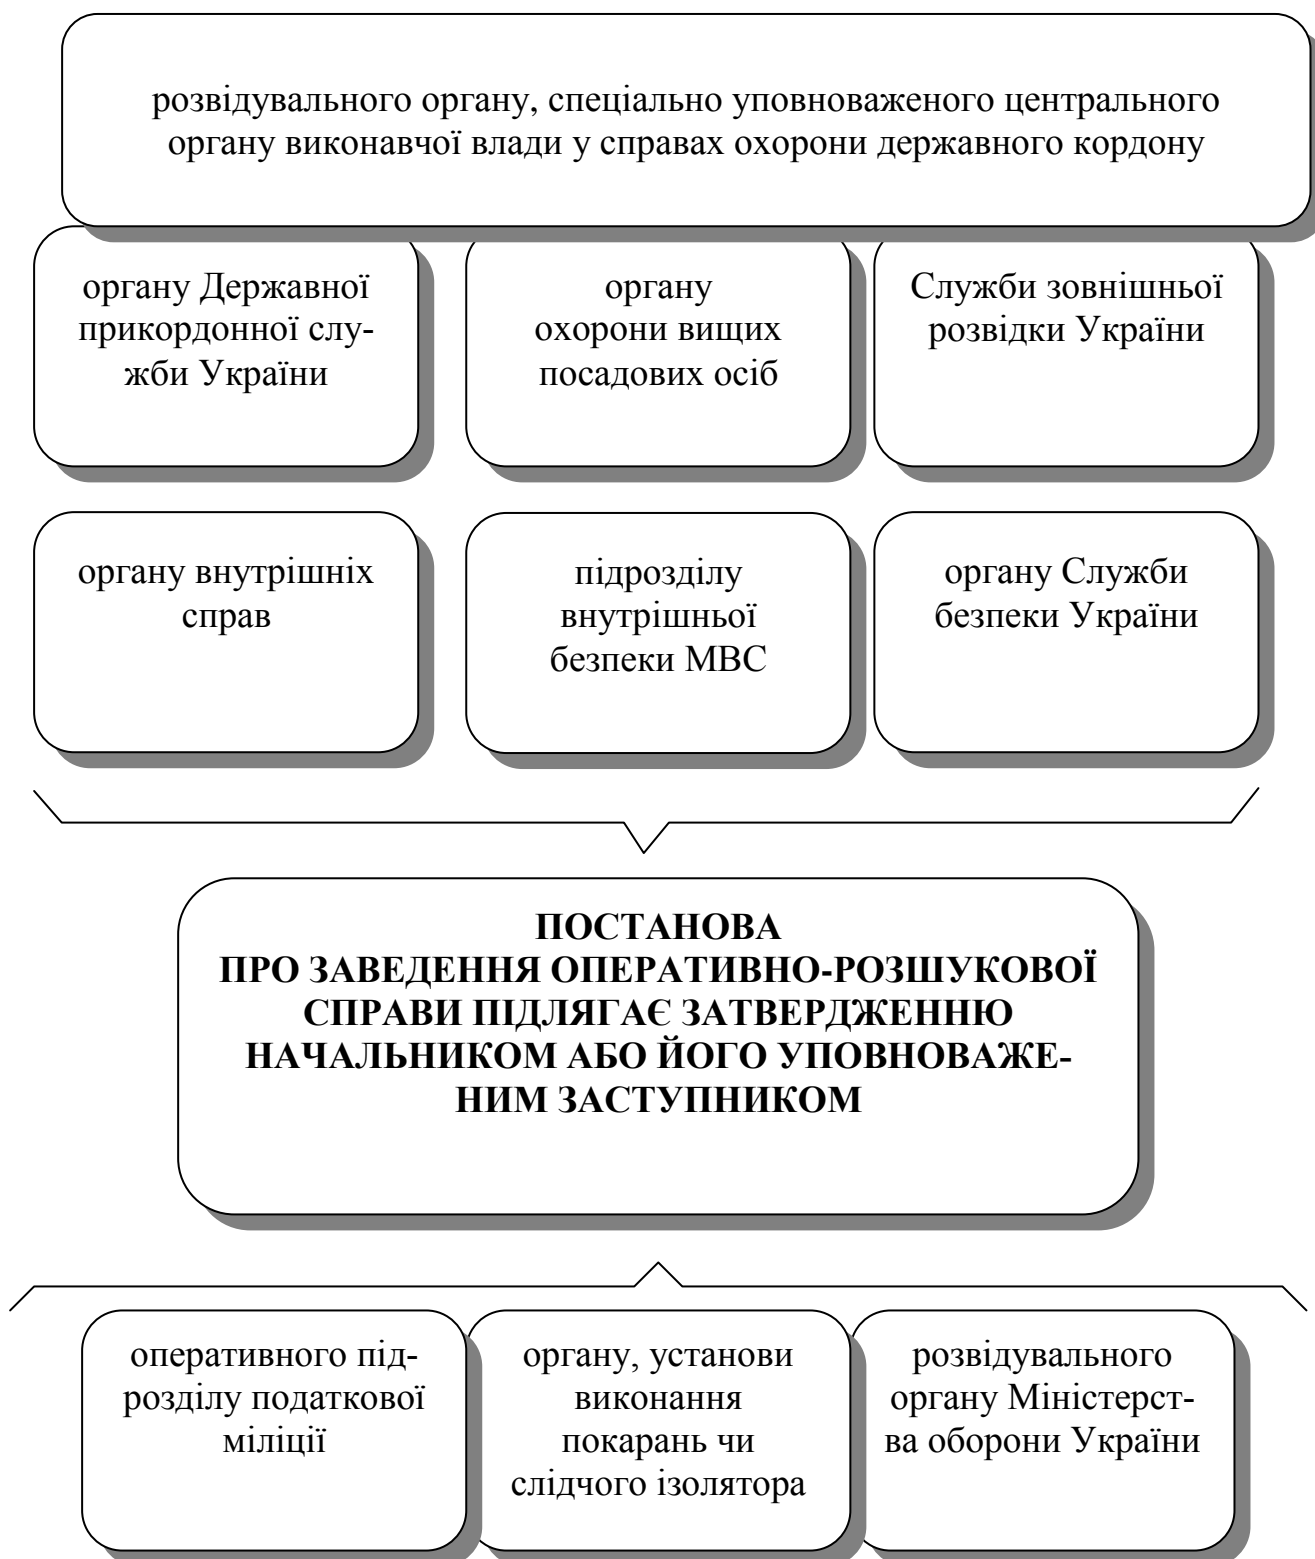 розвідувального органу, спеціально уповноваженого центрального
органу виконавчої влади у справах охорони державного кордону
органу Державної
прикордонної слу-
жби України
органу
охорони вищих
посадових осіб
Служби зовнішньої
розвідки України
органу внутрішніх
справ
підрозділу
внутрішньої
безпеки МВС
органу Служби
безпеки України
ПОСТАНОВА
ПРО ЗАВЕДЕННЯ ОПЕРАТИВНО-РОЗШУКОВОЇ
СПРАВИ ПІДЛЯГАЄ ЗАТВЕРДЖЕННЮ
НАЧАЛЬНИКОМ АБО ЙОГО УПОВНОВАЖЕ-
НИМ ЗАСТУПНИКОМ
оперативного під-
розділу податкової
міліції
органу, установи
виконання
покарань чи
слідчого ізолятора
розвідувального
органу Міністерст-
ва оборони України